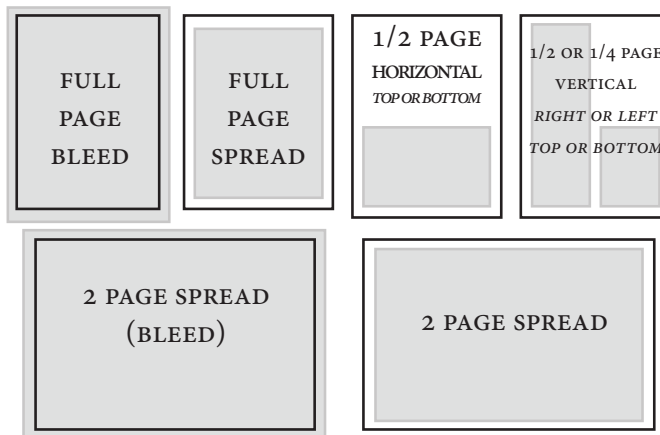 FULL
PAGE
BLEED
FULL
PAGE
SPREAD
1/2 PAGE
HORIZONTAL
TOP OR BOTTOM
1/2 OR 1/4 PAGE
VERTICAL
RIGHT OR LEFT
TOP OR BOTTOM
2 PAGE SPREAD
(BLEED)
2 PAGE SPREAD